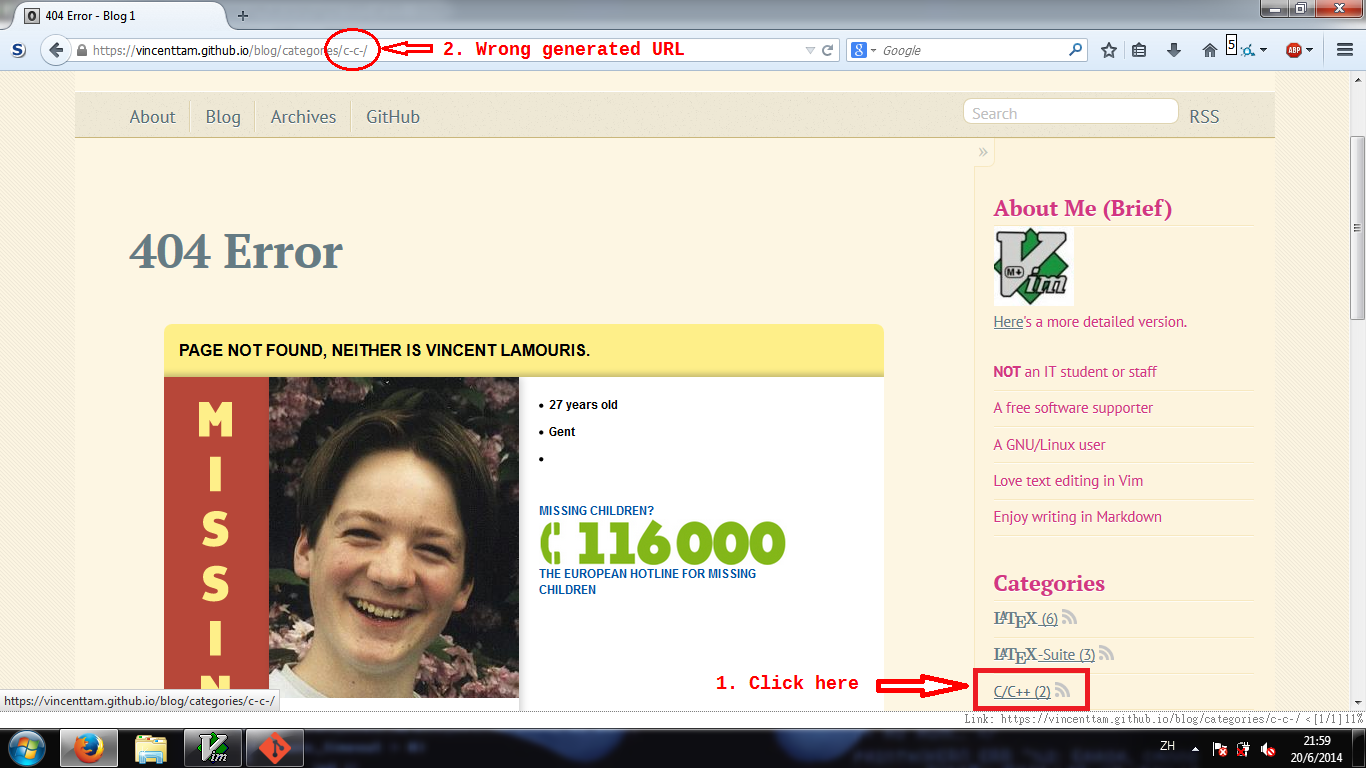 404 Error - Blog 1
https://vincenttam.github.io/blog/categories/c-c-/
2. Wrong generated URL
Google
5
ABP
About
Blog
Archives
GitHub
Search
RSS
»
404 Error
About Me (Brief)
Here's a more detailed version.
NOT an IT student or staff
A free software supporter
A GNU/Linux user
Love text editing in Vim
Enjoy writing in Markdown
PAGE NOT FOUND, NEITHER IS VINCENT LAMOURIS.
MISSIN
• 27 years old
• Gent
•
MISSING CHILDREN?
116 000
THE EUROPEAN HOTLINE FOR MISSING
CHILDREN
Categories
LATEX (6)
LATEX-Suite (3)
1. Click here
C/C++ (2)
https://vincenttam.github.io/blog/categories/c-c-/
Link: https://vincenttam.github.io/blog/categories/c-c-/ <[1/1]11%
ZH
21:59
20/6/2014